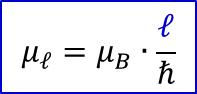 μ_ℓ = μ_B · ℓ/ħ